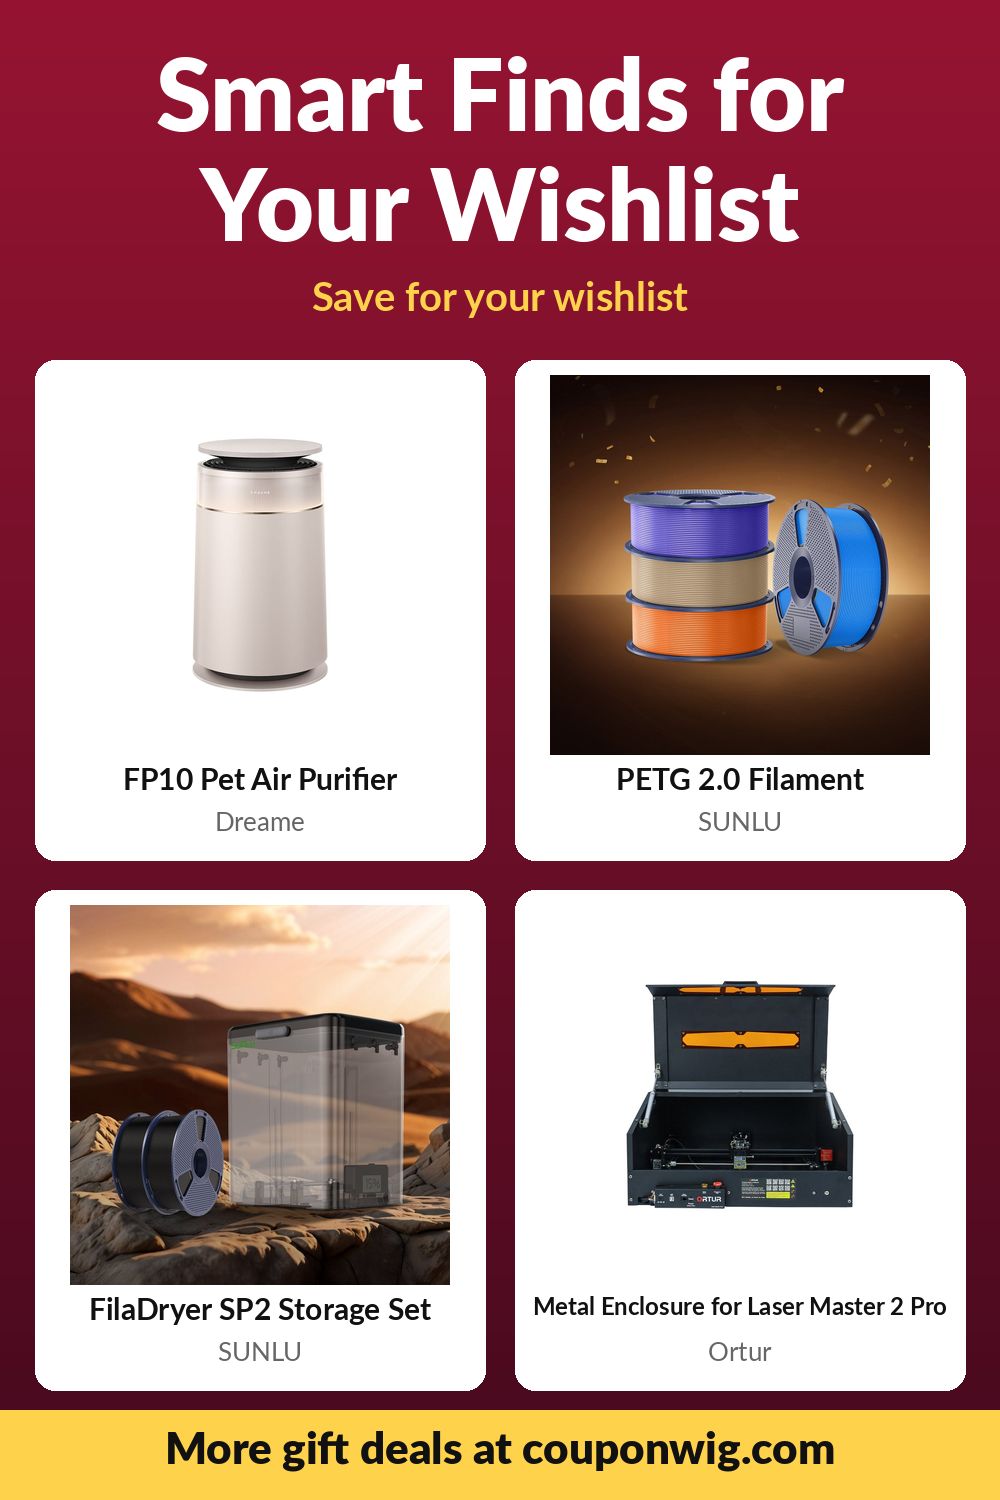 Smart Finds for
Your Wishlist
Save for your wishlist
FP10 Pet Air Purifier
Dreame
PETG 2.0 Filament
SUNLU
FilaDryer SP2 Storage Set
SUNLU
ORTUR
Metal Enclosure for Laser Master 2 Pro
Ortur
More gift deals at couponwig.com